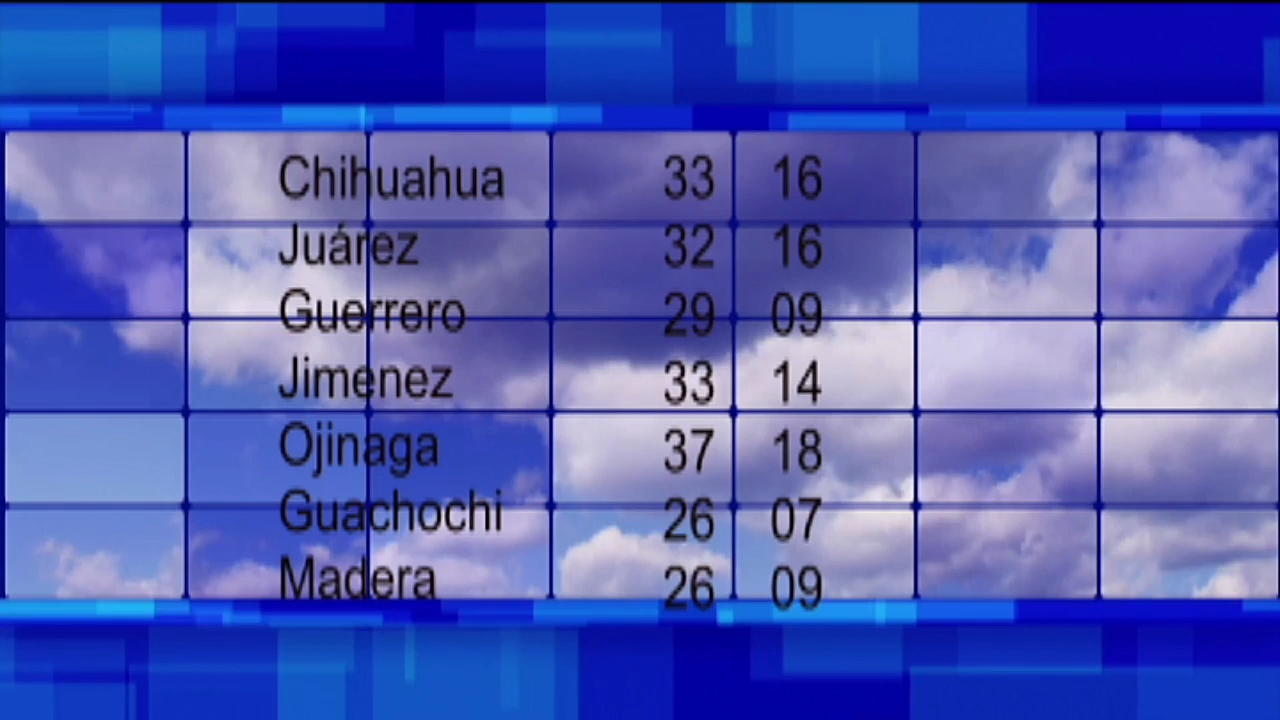 Chihuahua 33 16
Juárez 32 16
Guerrero 29 09
Jimenez 33 14
Ojinaga 37 18
Guachochi 26 07
Madera 26 09